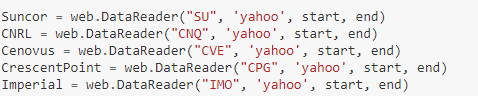 Suncor = web.DataReader("SU", 'yahoo', start, end)
CNRL = web.DataReader("CNQ", 'yahoo', start, end)
Cenovus = web.DataReader("CVE", 'yahoo', start, end)
CrescentPoint = web.DataReader("CPG", 'yahoo', start, end)
Imperial = web.DataReader("IMO", 'yahoo', start, end)